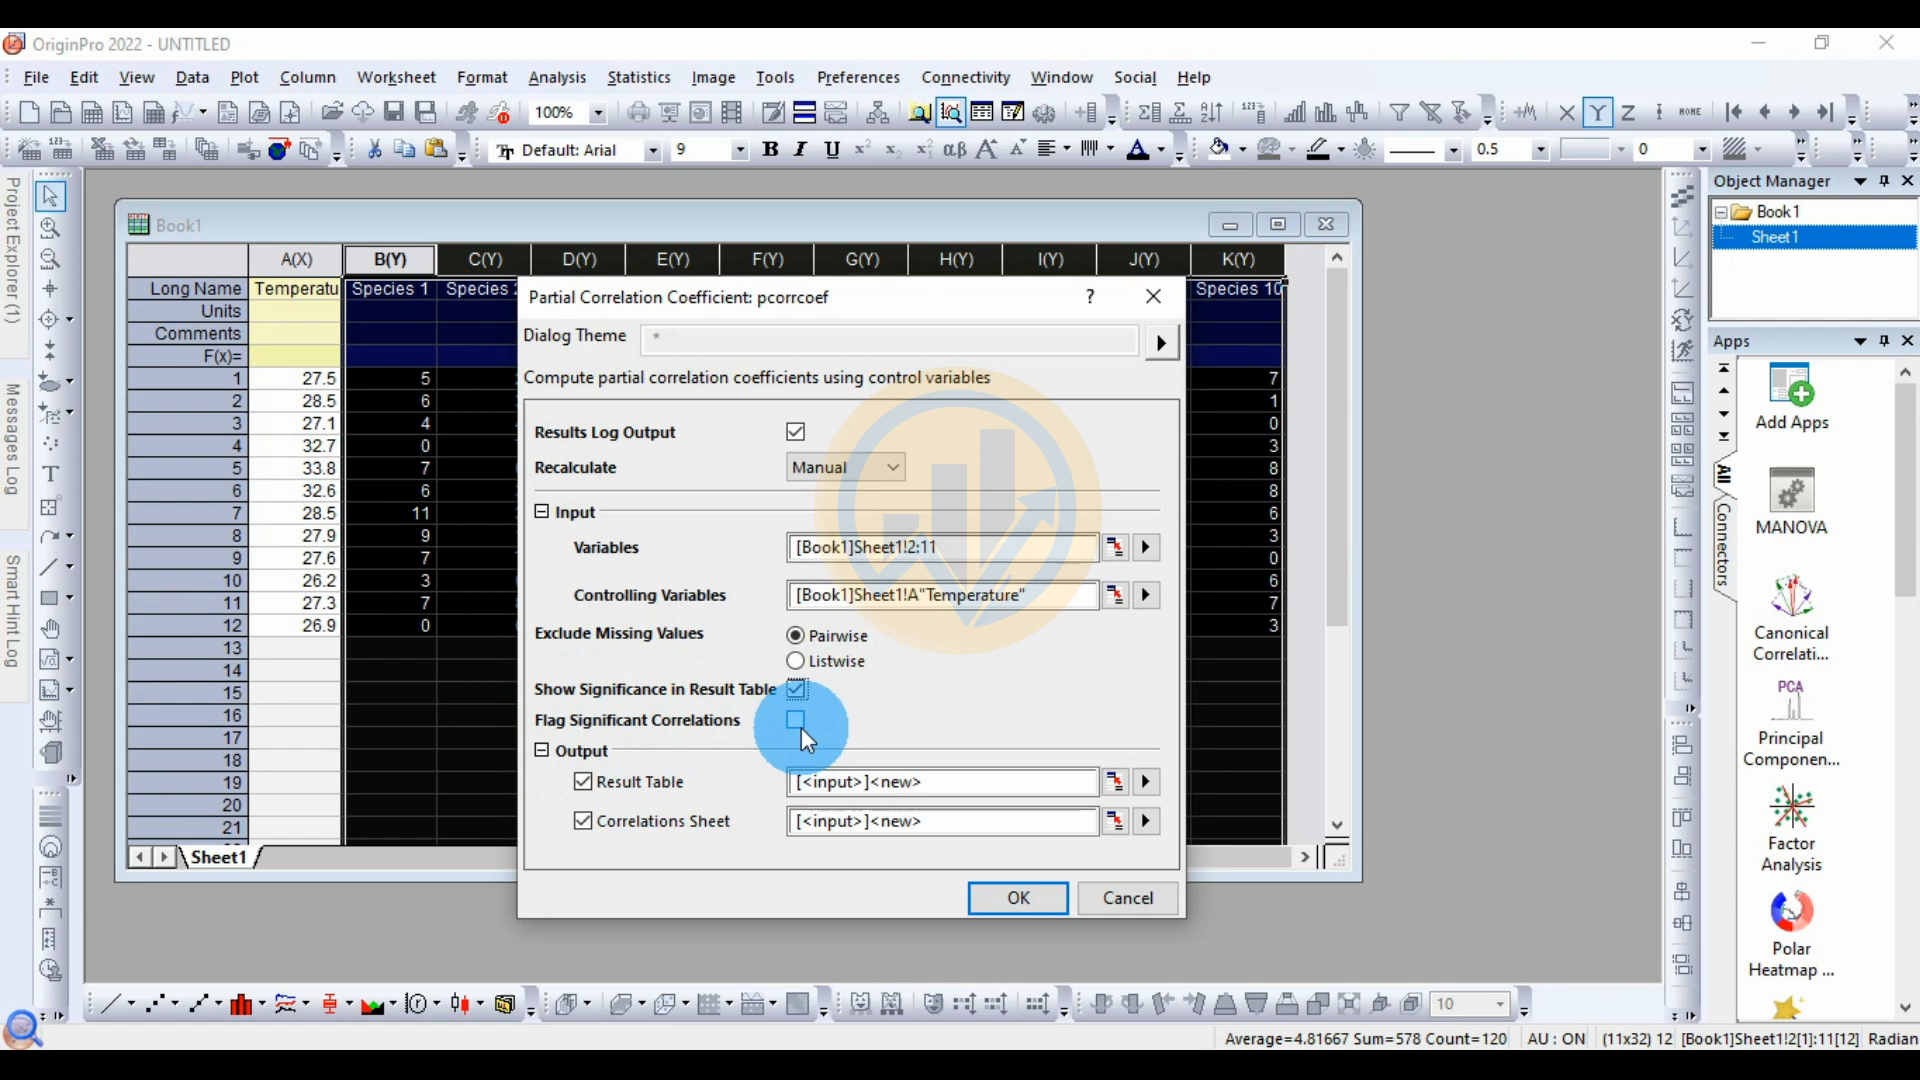 OriginPro 2022 - UNTITLED
File Edit View Data Plot Column Worksheet Format Analysis Statistics Image Tools Preferences Connectivity Window Social Help
100%
X Y Z HOME
Default: Arial 9 B I U αβ A 0.5 0
Project Explorer (1)
Messages Log
Smart Hint Log
Book1
A(X) B(Y) C(Y) D(Y) E(Y) F(Y) G(Y) H(Y) I(Y) J(Y) K(Y)
Long Name Temperatu Species 1 Species Species 10
Units
Comments
F(x)=
1 27.5 5 7
2 28.5 6 1
3 27.1 4 0
4 32.7 0 3
5 33.8 7 8
6 32.6 6 8
7 28.5 11 6
8 27.9 9 3
9 27.6 7 0
10 26.2 3 6
11 27.3 7 7
12 26.9 0 3
13
14
15
16
17
18
19
20
21
Sheet1
Partial Correlation Coefficient: pcorrcoef ?
Dialog Theme *
Compute partial correlation coefficients using control variables
Results Log Output
Recalculate Manual
Input
Variables [Book1]Sheet1!2:11
Controlling Variables [Book1]Sheet1!A"Temperature"
Exclude Missing Values Pairwise
Listwise
Show Significance in Result Table
Flag Significant Correlations
Output
Result Table [<input>]<new>
Correlations Sheet [<input>]<new>
OK Cancel
Object Manager
Book1
Sheet1
Apps
All
Connectors
Add Apps
MANOVA
Canonical
Correlati...
PCA
Principal
Componen...
Factor
Analysis
Polar
Heatmap ...
10
Average=4.81667 Sum=578 Count=120 AU : ON (11x32) 12 [Book1]Sheet1!2[1]:11[12] Radian